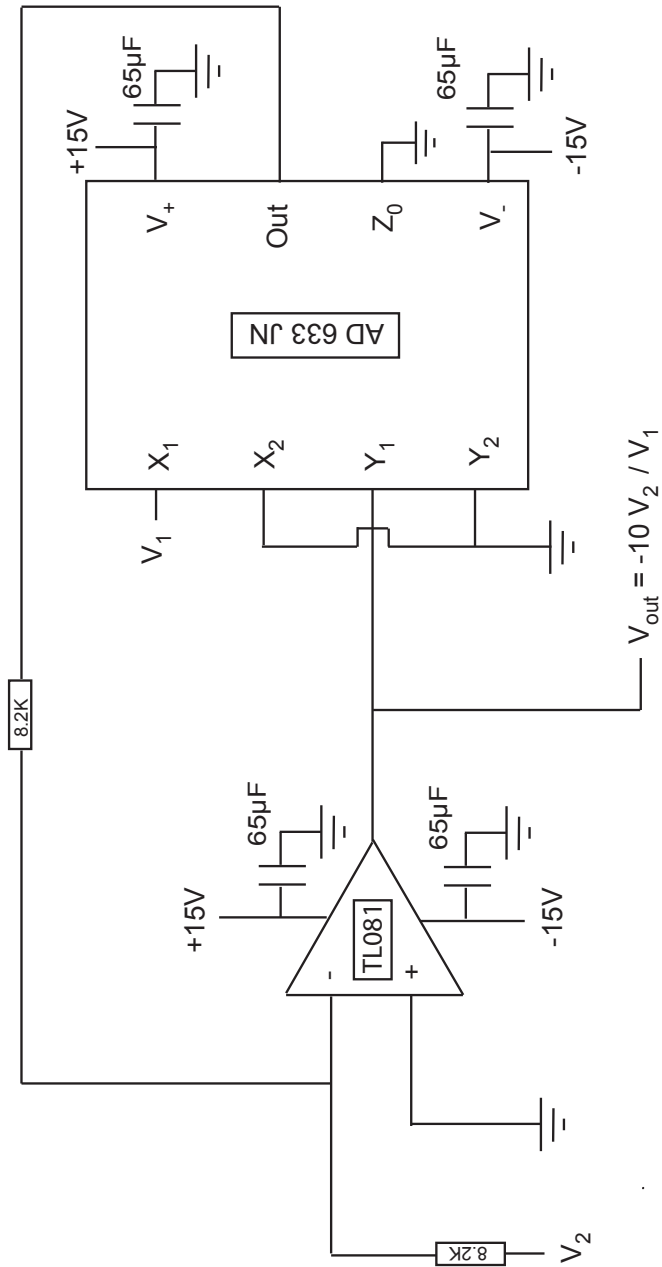 8.2K
+15V
65µF
+15V
65µF
V1
X1
X2
Y1
Y2
AD 633 JN
V+
Out
Z0
V-
TL081
-
+
65µF
-15V
65µF
-15V
8.2K
V2
Vout = -10 V2 / V1